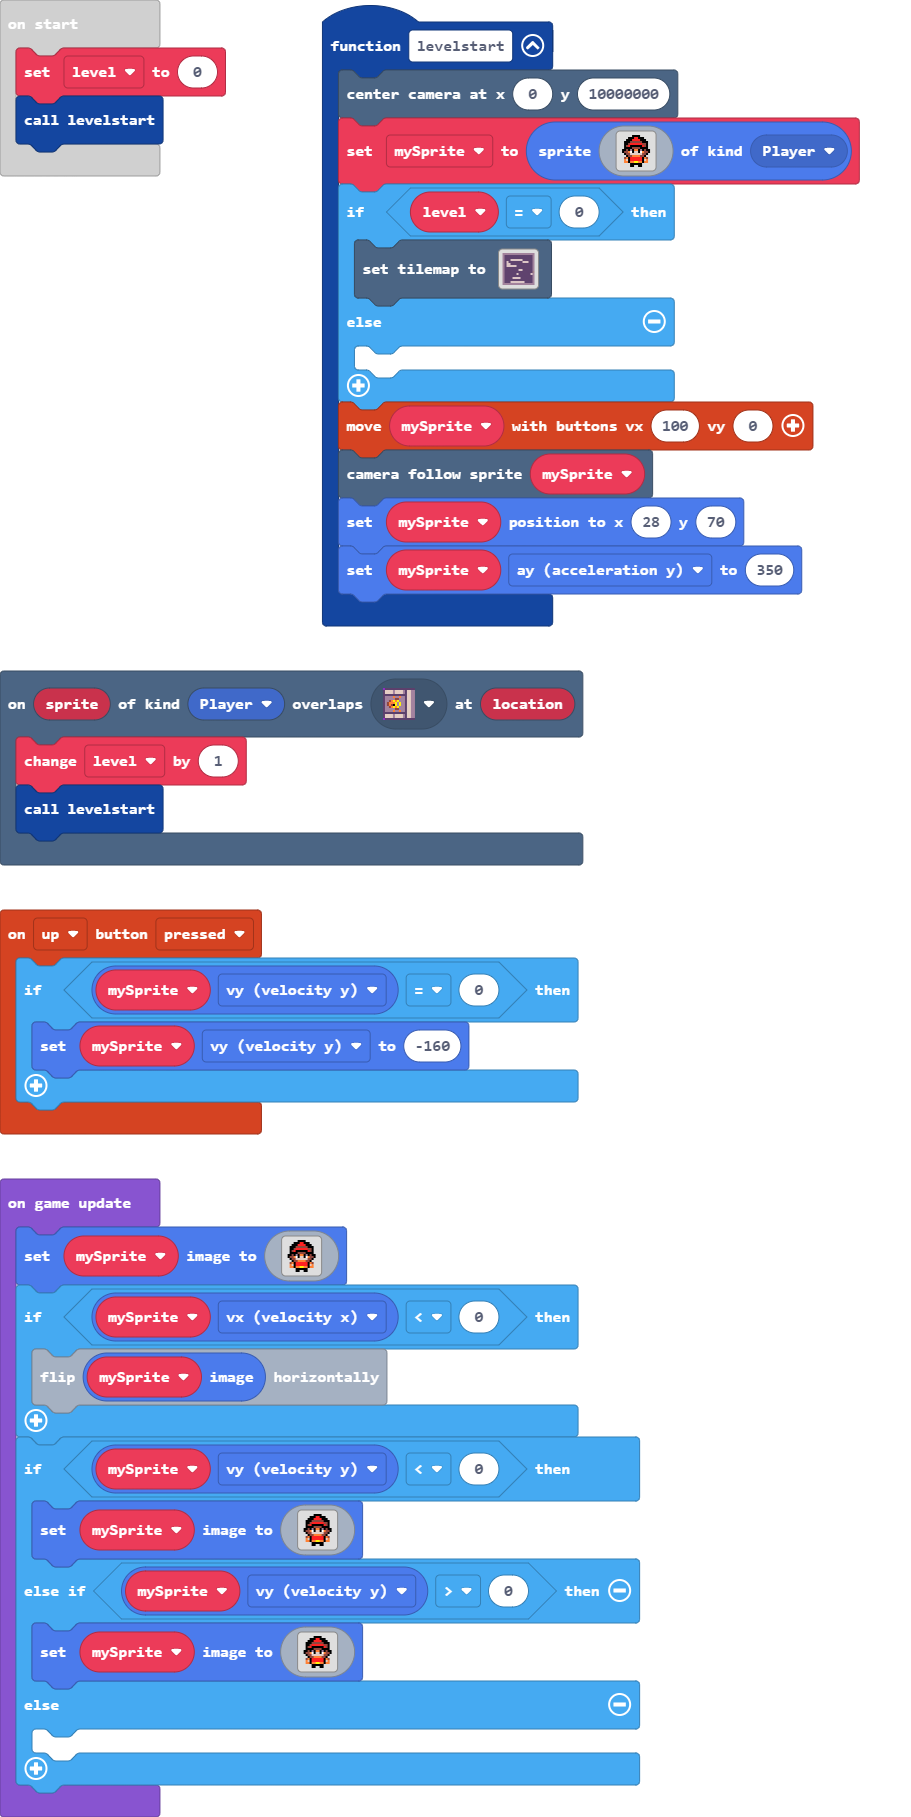 on start
set level to 0
call levelstart
function levelstart
center camera at x 0 y 10000000
set mySprite to sprite of kind Player
if level = 0 then
set tilemap to
else
move mySprite with buttons vx 100 vy 0
camera follow sprite mySprite
set mySprite position to x 28 y 70
set mySprite ay (acceleration y) to 350
on sprite of kind Player overlaps at location
change level by 1
call levelstart
on up button pressed
if mySprite vy (velocity y) = 0 then
set mySprite vy (velocity y) to -160
on game update
set mySprite image to
if mySprite vx (velocity x) < 0 then
flip mySprite image horizontally
if mySprite vy (velocity y) < 0 then
set mySprite image to
else if mySprite vy (velocity y) > 0 then
set mySprite image to
else